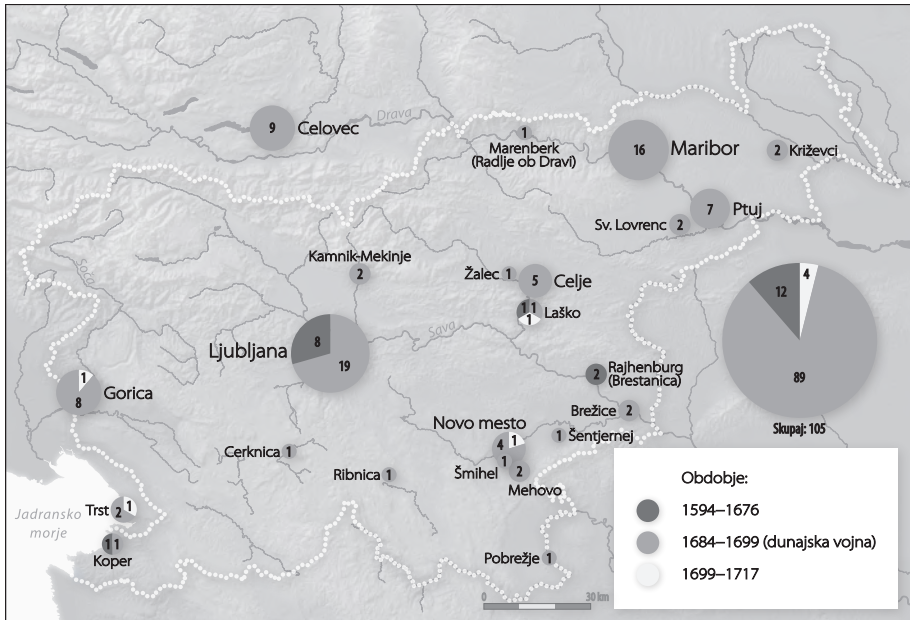 Drava
9 Celovec
1
Marenberk
(Radlje ob Dravi)
16 Maribor
2 Križevci
7 Ptuj
Sv. Lovrenc 2
Soča
Kamnik-Mekinje
2
Žalec 1
5 Celje
1 1
1
Laško
4
12
89
Skupaj: 105
Sava
Ljubljana
8
19
2 Rajhenburg
(Brestanica)
1
8
Gorica
Brežice 2
Novo mesto
4 1
1 Šentjernej
Cerknica 1
Šmihel 1
2
Mehovo
Ribnica 1
Obdobje:
1594–1676
1684–1699 (dunajska vojna)
1699–1717
Jadransko
morje
Trst 2 1
1 1
Koper
Pobrežje 1
0
30 km